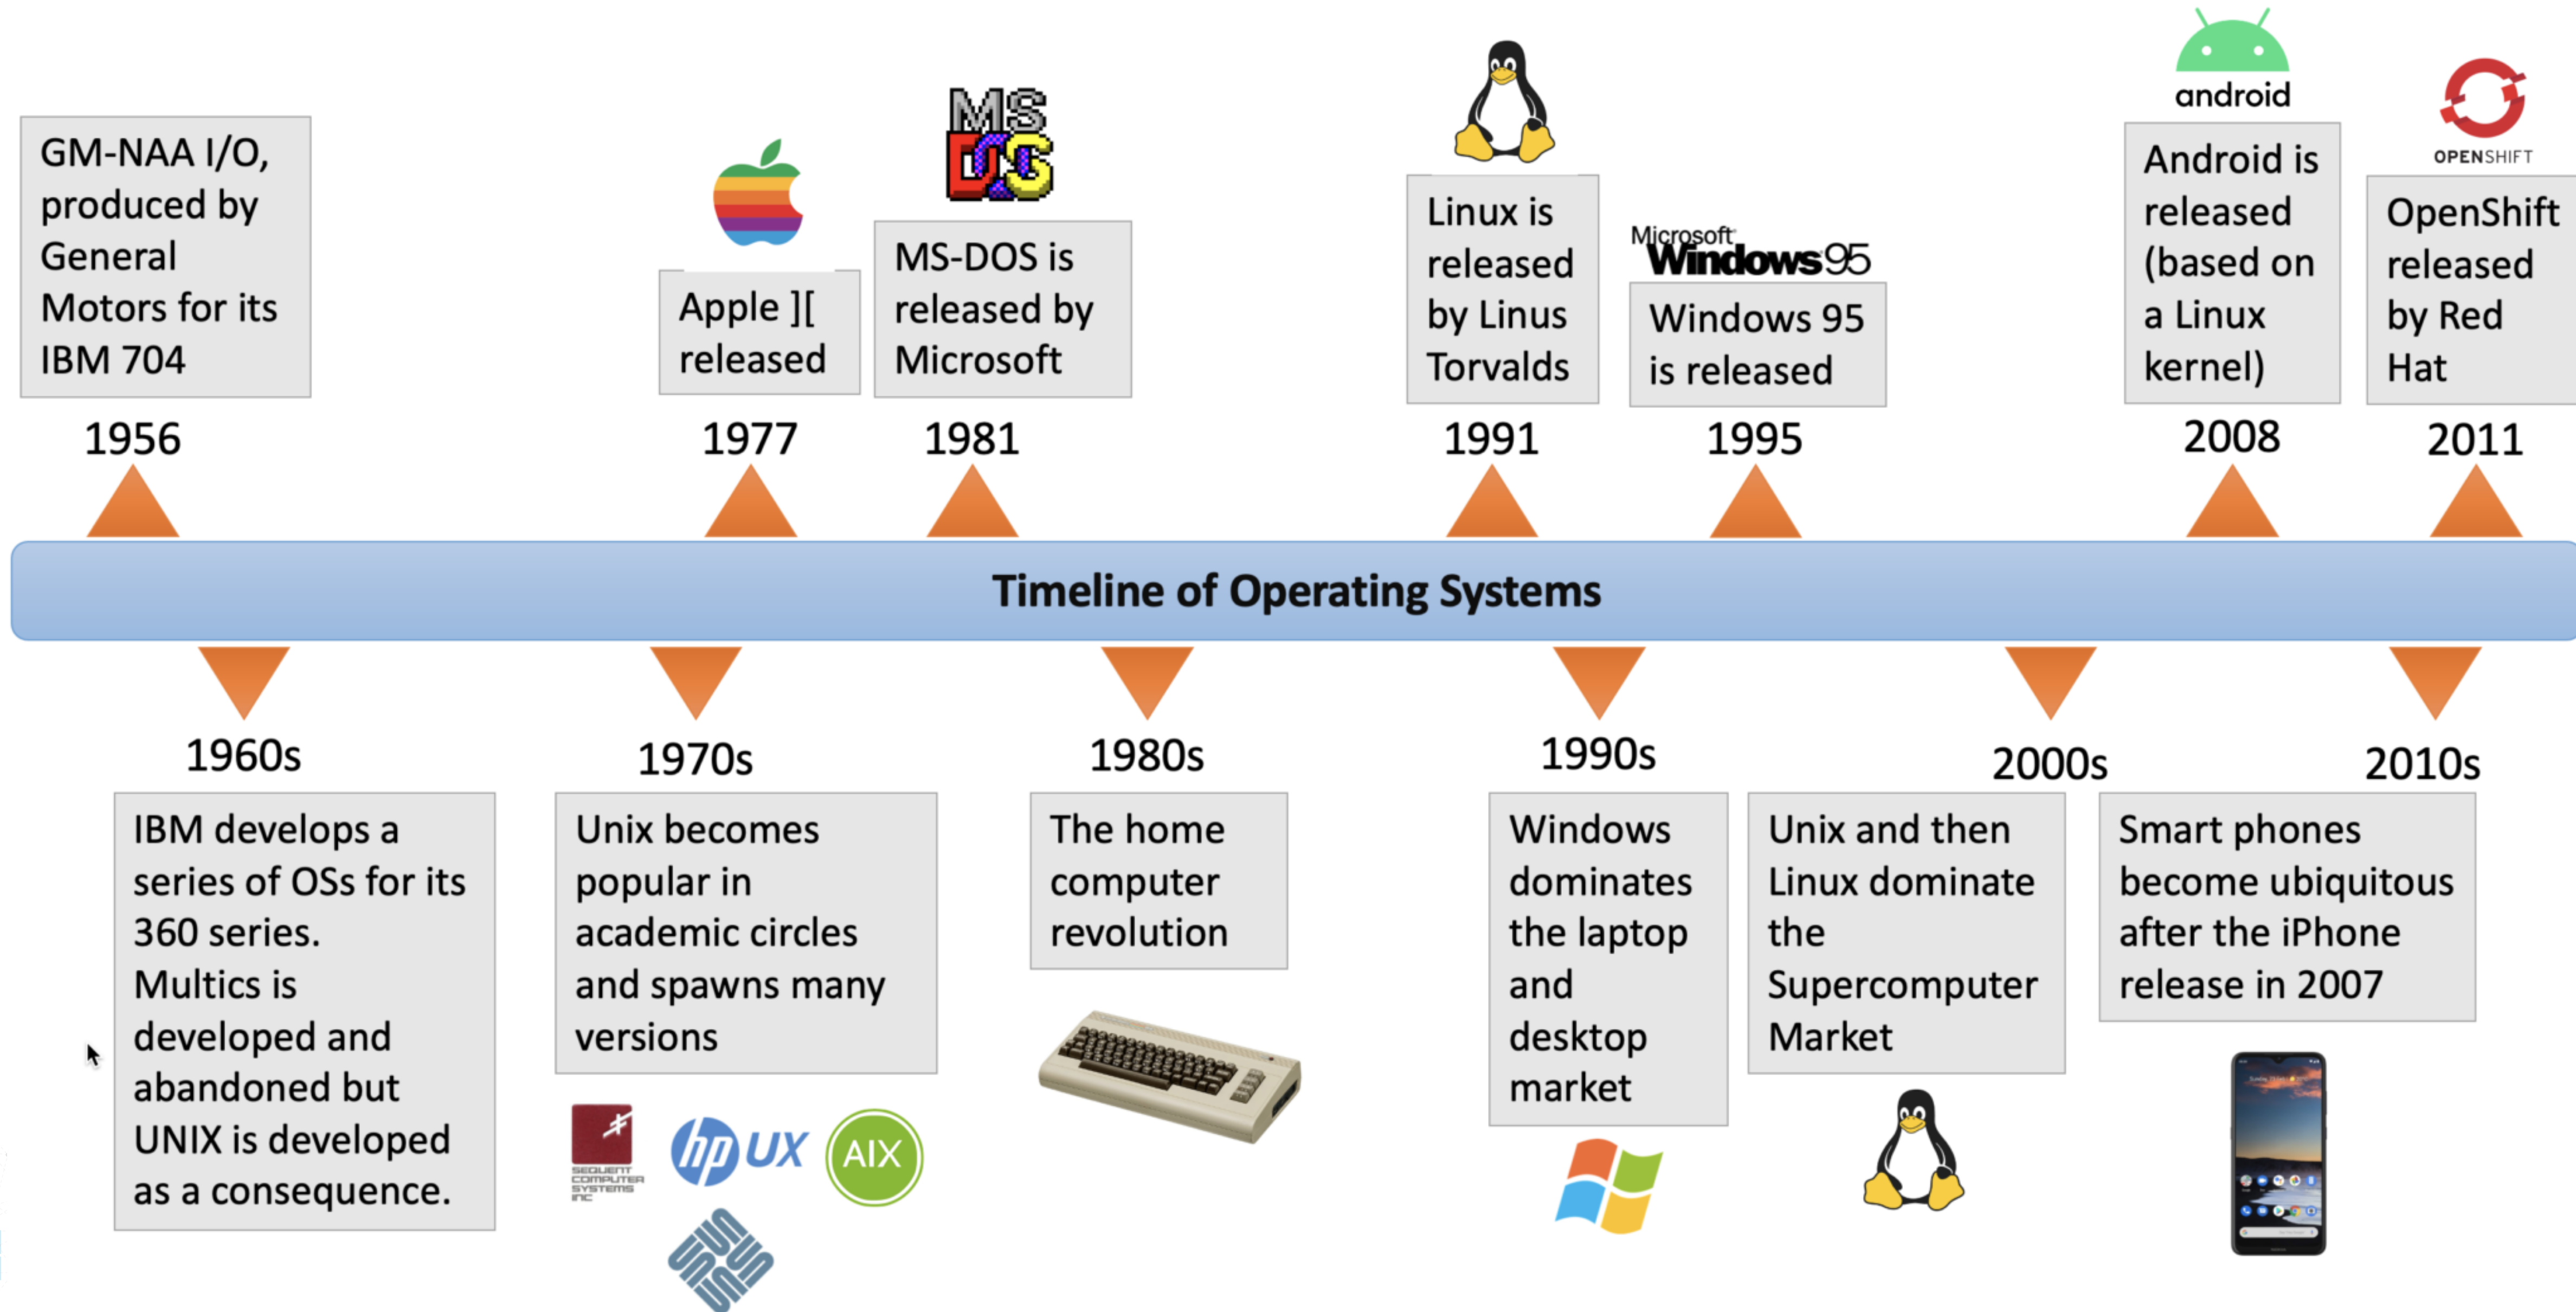 android
OPENSHIFT
MS
DOS
Microsoft
Windows 95
GM-NAA I/O,
produced by
General
Motors for its
IBM 704
Apple ][
released
MS-DOS is
released by
Microsoft
Linux is
released
by Linus
Torvalds
Windows 95
is released
Android is
released
(based on
a Linux
kernel)
OpenShift
released
by Red
Hat
1956
1977
1981
1991
1995
2008
2011
Timeline of Operating Systems
1960s
1970s
1980s
1990s
2000s
2010s
IBM develops a
series of OSs for its
360 series.
Multics is
developed and
abandoned but
UNIX is developed
as a consequence.
Unix becomes
popular in
academic circles
and spawns many
versions
SEQUENT
COMPUTER
SYSTEMS
INC
hp UX
AIX
The home
computer
revolution
Windows
dominates
the laptop
and
desktop
market
Unix and then
Linux dominate
the
Supercomputer
Market
Smart phones
become ubiquitous
after the iPhone
release in 2007